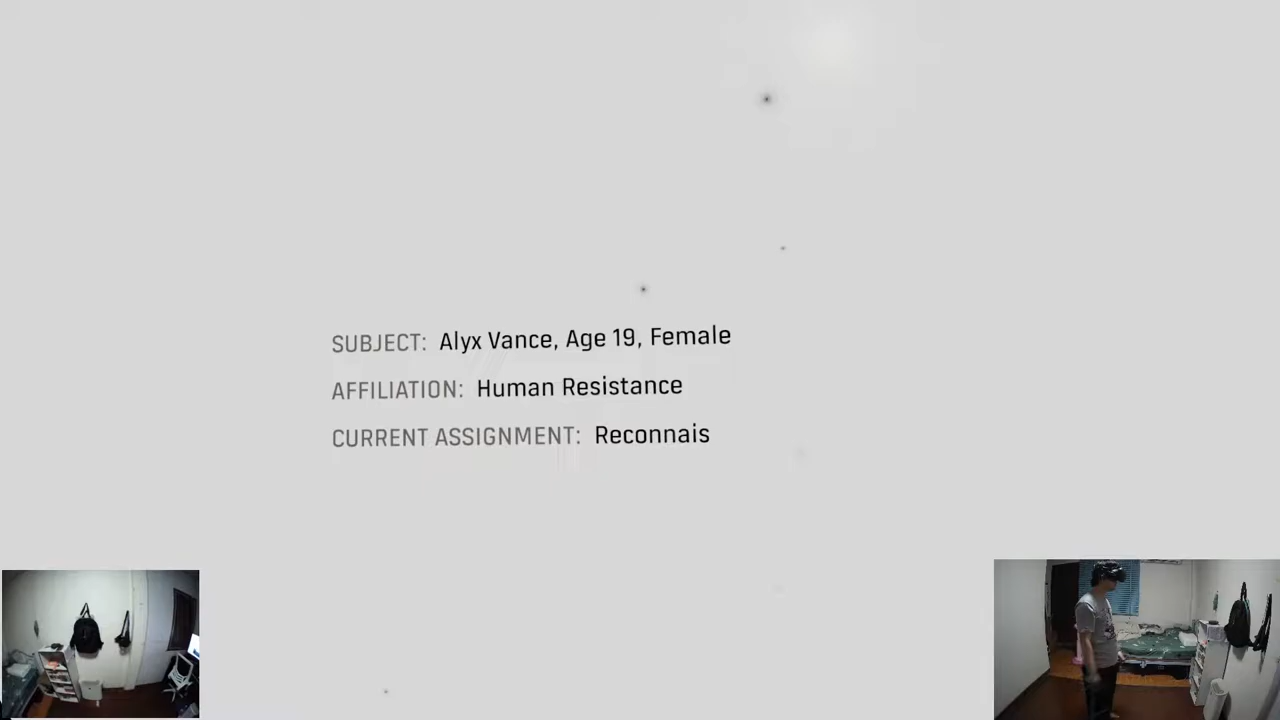 SUBJECT: Alyx Vance, Age 19, Female
AFFILIATION: Human Resistance
CURRENT ASSIGNMENT: Reconnais